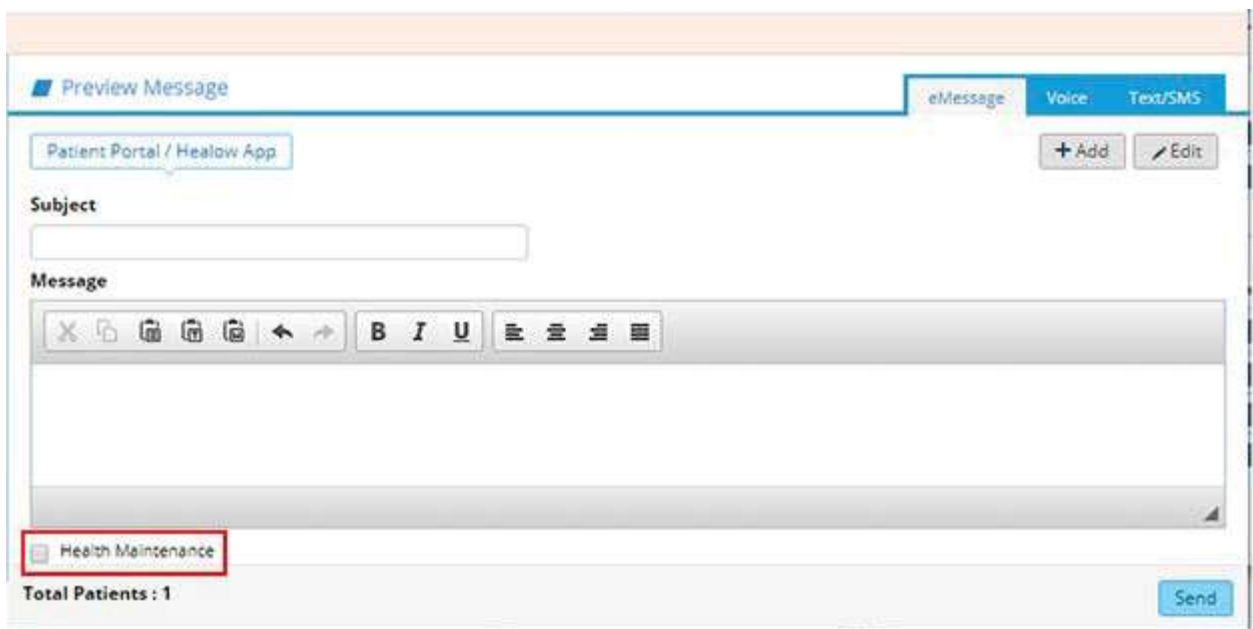 Preview Message
eMessage Voice Text/SMS
Patient Portal / Healow App
+ Add Edit
Subject
Message
B I U
Health Maintenance
Total Patients : 1
Send